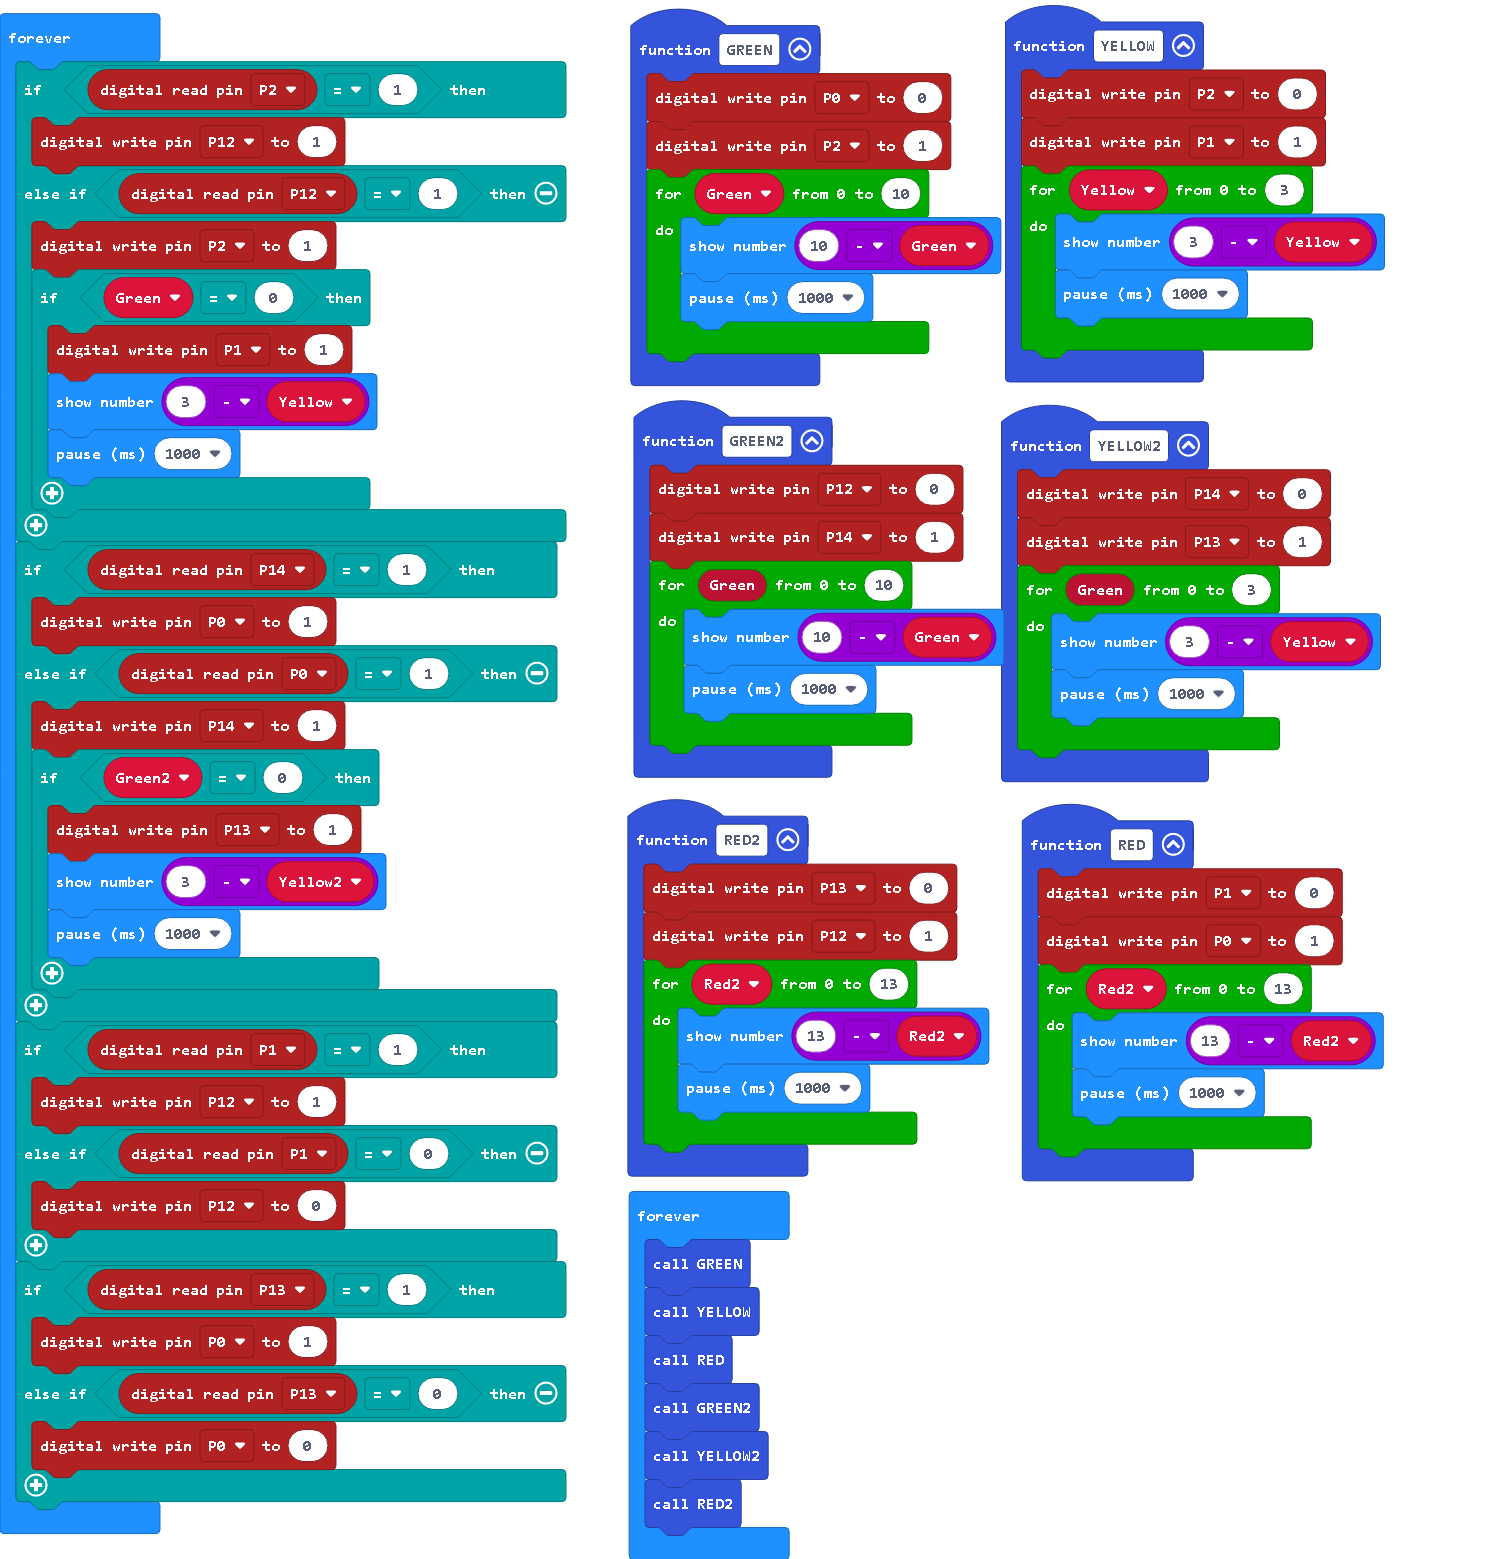 forever
if digital read pin P2 = 1 then
digital write pin P12 to 1
else if digital read pin P12 = 1 then
digital write pin P2 to 1
if Green = 0 then
digital write pin P1 to 1
show number 3 - Yellow
pause (ms) 1000
if digital read pin P14 = 1 then
digital write pin P0 to 1
else if digital read pin P0 = 1 then
digital write pin P14 to 1
if Green2 = 0 then
digital write pin P13 to 1
show number 3 - Yellow2
pause (ms) 1000
if digital read pin P1 = 1 then
digital write pin P12 to 1
else if digital read pin P1 = 0 then
digital write pin P12 to 0
if digital read pin P13 = 1 then
digital write pin P0 to 1
else if digital read pin P13 = 0 then
digital write pin P0 to 0
function GREEN
digital write pin P0 to 0
digital write pin P2 to 1
for Green from 0 to 10
do show number 10 - Green
pause (ms) 1000
function YELLOW
digital write pin P2 to 0
digital write pin P1 to 1
for Yellow from 0 to 3
do show number 3 - Yellow
pause (ms) 1000
function GREEN2
digital write pin P12 to 0
digital write pin P14 to 1
for Green from 0 to 10
do show number 10 - Green
pause (ms) 1000
function YELLOW2
digital write pin P14 to 0
digital write pin P13 to 1
for Green from 0 to 3
do show number 3 - Yellow
pause (ms) 1000
function RED2
digital write pin P13 to 0
digital write pin P12 to 1
for Red2 from 0 to 13
do show number 13 - Red2
pause (ms) 1000
function RED
digital write pin P1 to 0
digital write pin P0 to 1
for Red2 from 0 to 13
do show number 13 - Red2
pause (ms) 1000
forever
call GREEN
call YELLOW
call RED
call GREEN2
call YELLOW2
call RED2